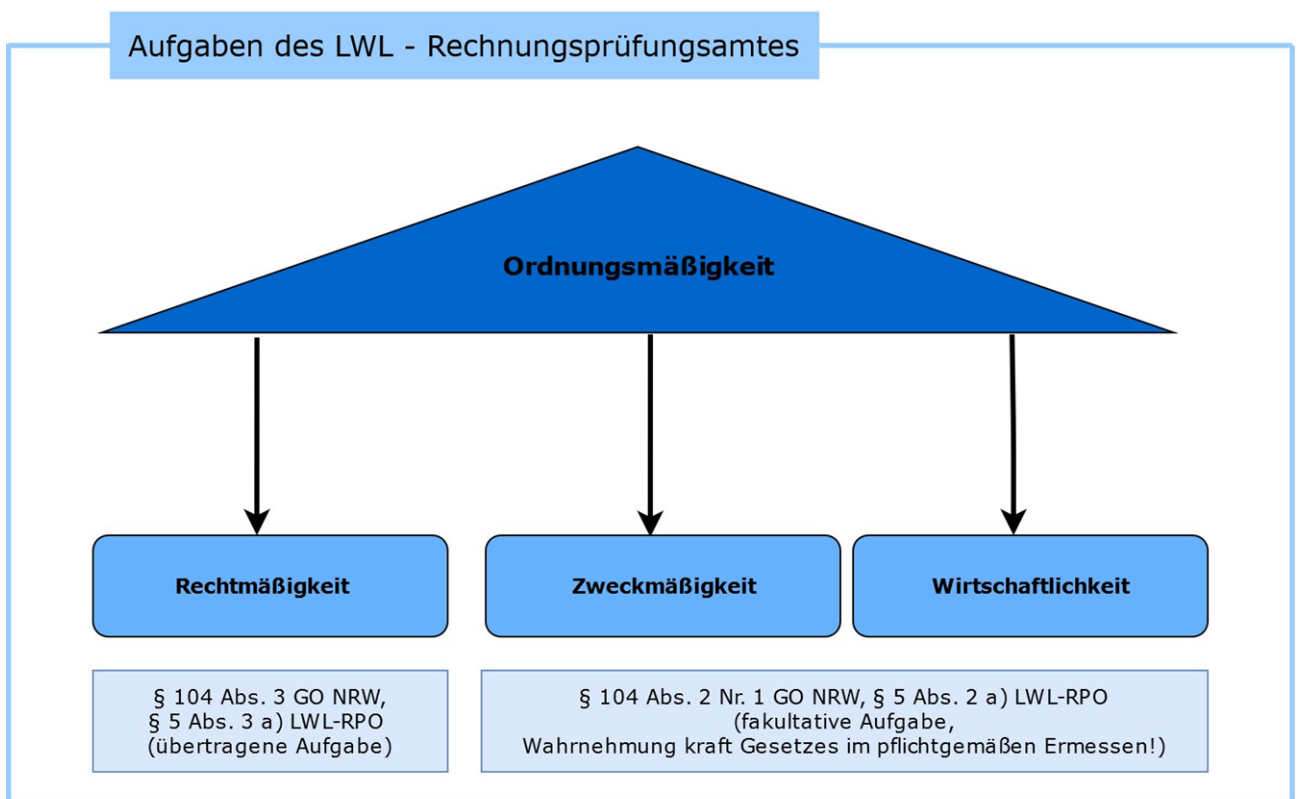 Aufgaben des LWL - Rechnungsprüfungsamtes
Ordnungsmäßigkeit
Rechtmäßigkeit
Zweckmäßigkeit
Wirtschaftlichkeit
§ 104 Abs. 3 GO NRW,
§ 5 Abs. 3 a) LWL-RPO
(übertragene Aufgabe)
§ 104 Abs. 2 Nr. 1 GO NRW, § 5 Abs. 2 a) LWL-RPO
(fakultative Aufgabe,
Wahrnehmung kraft Gesetzes im pflichtgemäßen Ermessen!)